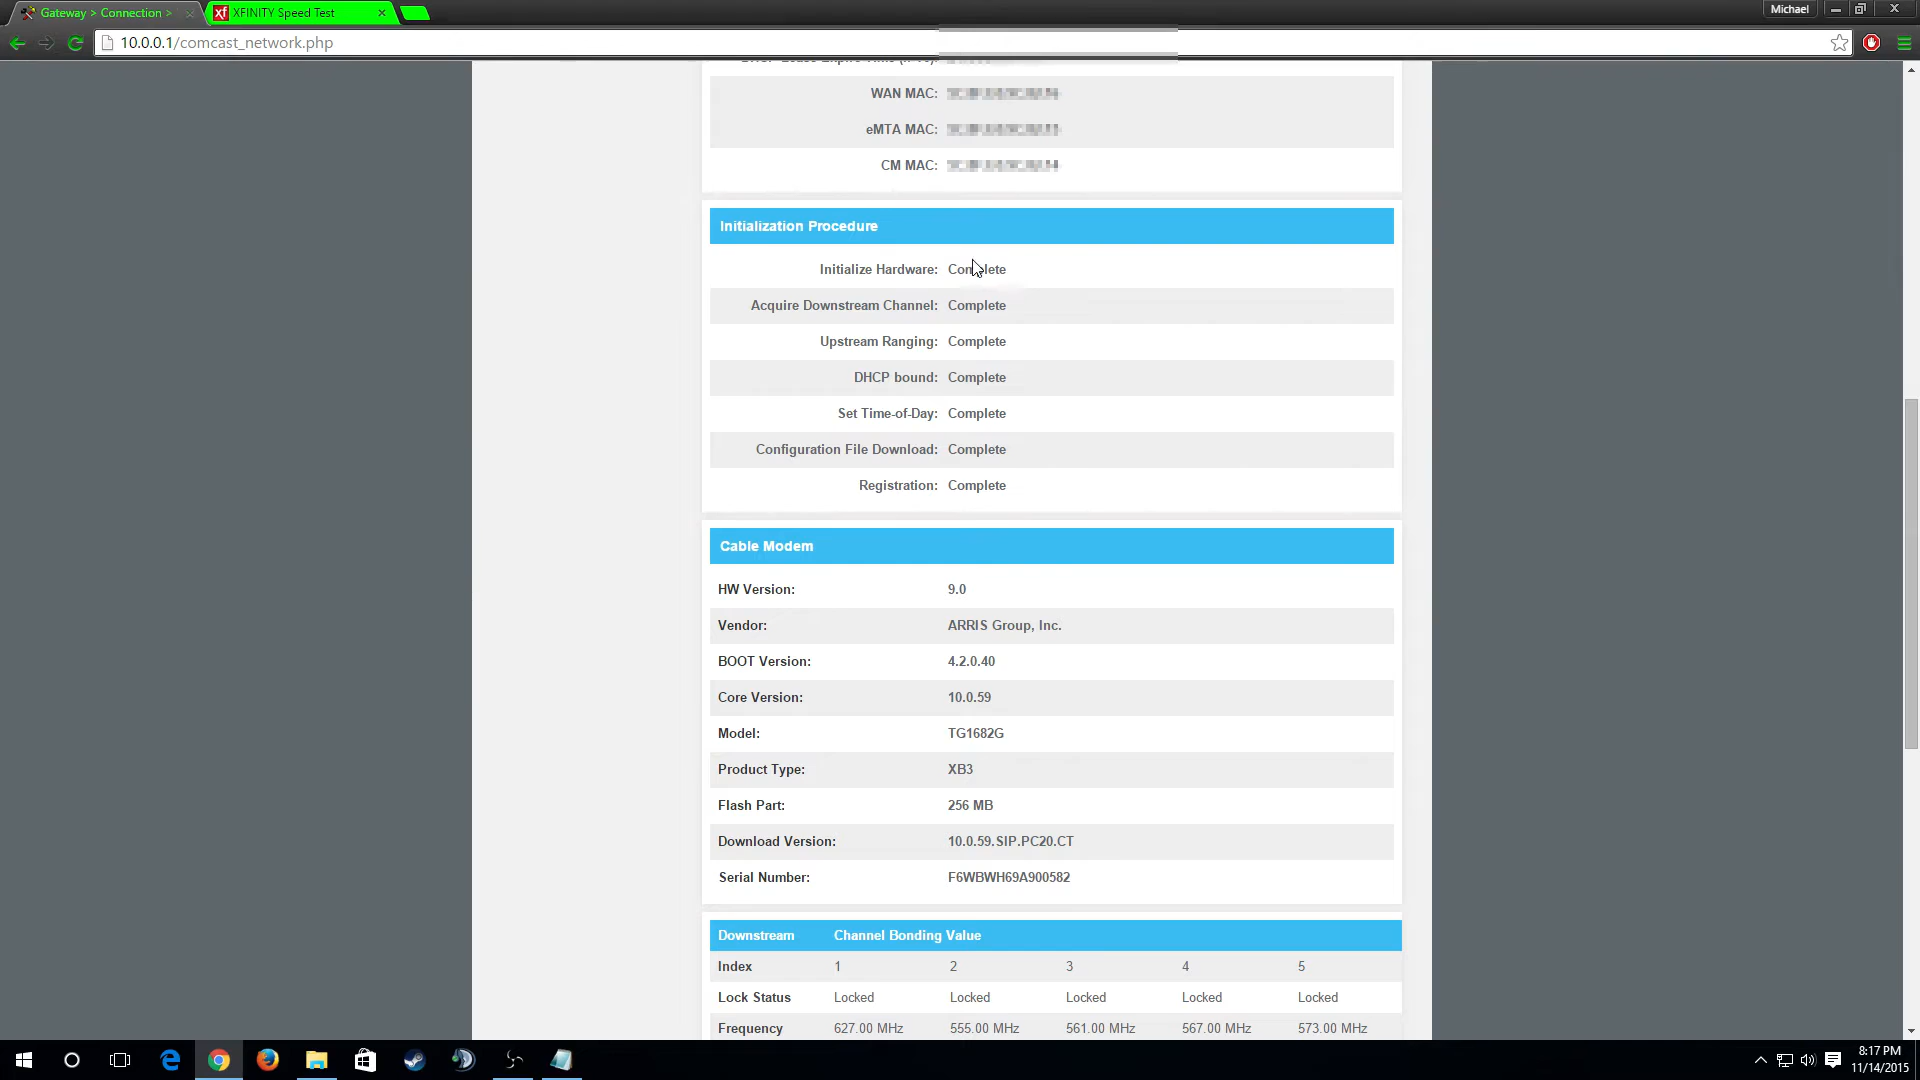 Gateway > Connection >
XFINITY Speed Test
Michael
10.0.0.1/comcast_network.php
WAN MAC:
eMTA MAC:
CM MAC:
Initialization Procedure
Initialize Hardware: Complete
Acquire Downstream Channel: Complete
Upstream Ranging: Complete
DHCP bound: Complete
Set Time-of-Day: Complete
Configuration File Download: Complete
Registration: Complete
Cable Modem
HW Version: 9.0
Vendor: ARRIS Group, Inc.
BOOT Version: 4.2.0.40
Core Version: 10.0.59
Model: TG1682G
Product Type: XB3
Flash Part: 256 MB
Download Version: 10.0.59.SIP.PC20.CT
Serial Number: F6WBWH69A900582
Downstream Channel Bonding Value
Index 1 2 3 4 5
Lock Status Locked Locked Locked Locked Locked
Frequency 627.00 MHz 555.00 MHz 561.00 MHz 567.00 MHz 573.00 MHz
8:17 PM
11/14/2015